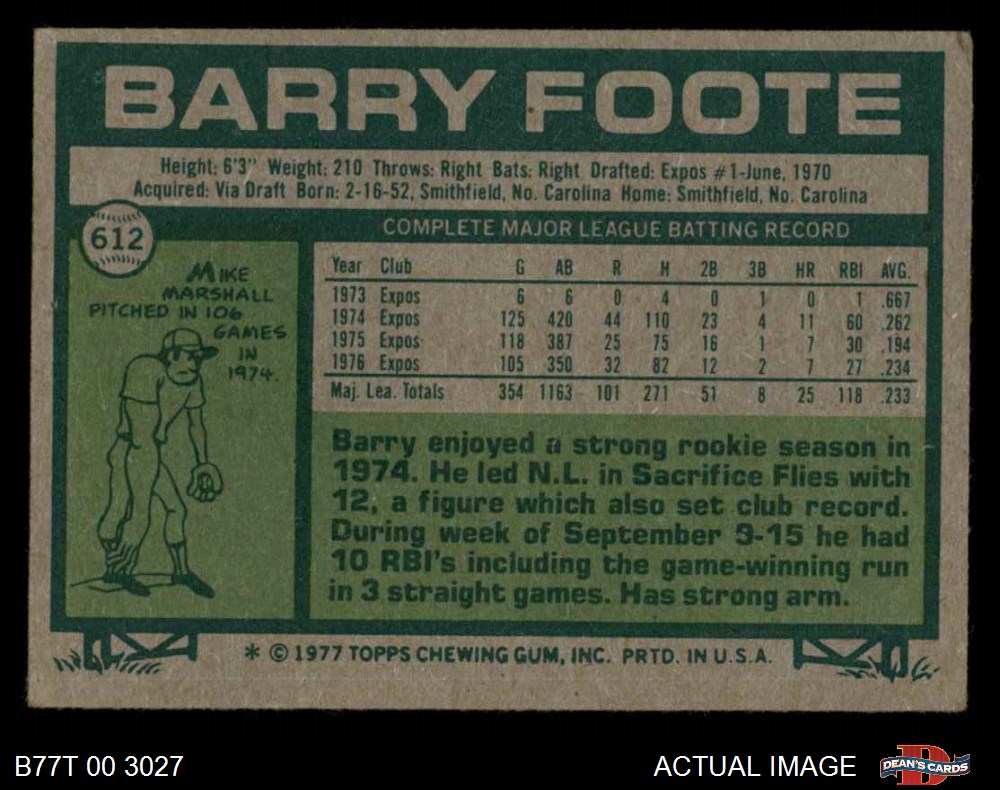 BARRY FOOTE
Height: 6'3" Weight: 210 Throws: Right Bats: Right Drafted: Expos #1-June, 1970
Acquired: Via Draft Born: 2-16-52, Smithfield, No. Carolina Home: Smithfield, No. Carolina
612
MIKE
MARSHALL
PITCHED IN 106
GAMES
IN
1974.
COMPLETE MAJOR LEAGUE BATTING RECORD
Year Club G AB R H 2B 3B HR RBI AVG.
1973 Expos 6 6 0 4 0 1 0 1 .667
1974 Expos 125 420 44 110 23 4 11 60 .262
1975 Expos 118 387 25 75 16 1 7 30 .194
1976 Expos 105 350 32 82 12 2 7 27 .234
Maj. Lea. Totals 354 1163 101 271 51 8 25 118 .233
Barry enjoyed a strong rookie season in
1974. He led N.L. in Sacrifice Flies with
12, a figure which also set club record.
During week of September 9-15 he had
10 RBI's including the game-winning run
in 3 straight games. Has strong arm.
* © 1977 TOPPS CHEWING GUM, INC. PRTD. IN U.S.A.
B77T 00 3027
ACTUAL IMAGE
D
DEAN'S CARDS